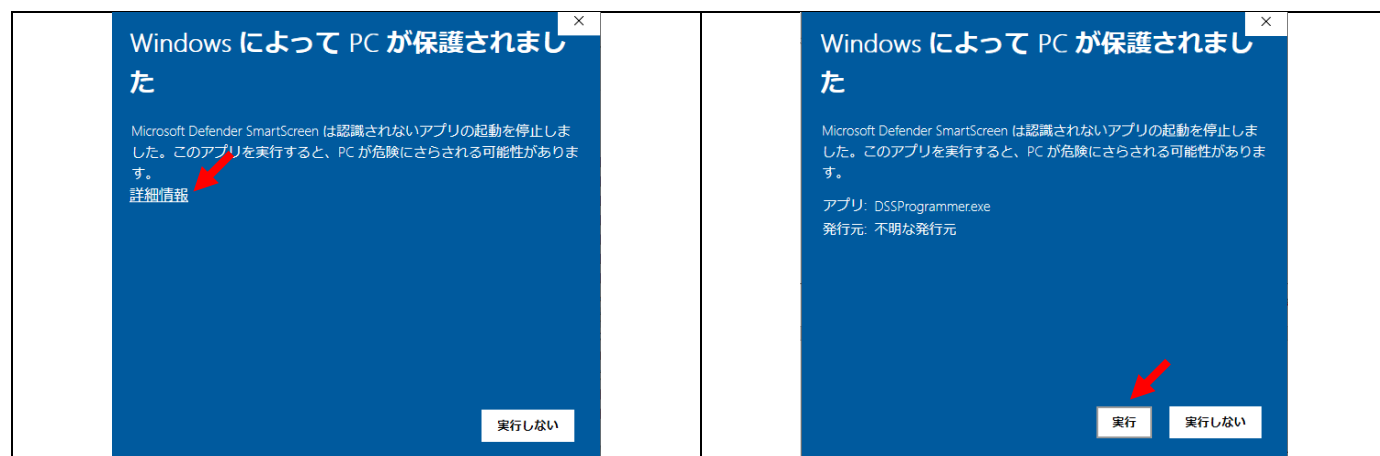 Windows によって PC が保護されまし
た
Microsoft Defender SmartScreen は認識されないアプリの起動を停止しま
した。このアプリを実行すると、PC が危険にさらされる可能性がありま
す。
詳細情報
実行しない
Windows によって PC が保護されまし
た
Microsoft Defender SmartScreen は認識されないアプリの起動を停止しま
した。このアプリを実行すると、PC が危険にさらされる可能性がありま
す。
アプリ: DSSProgrammer.exe
発行元: 不明な発行元
実行 実行しない